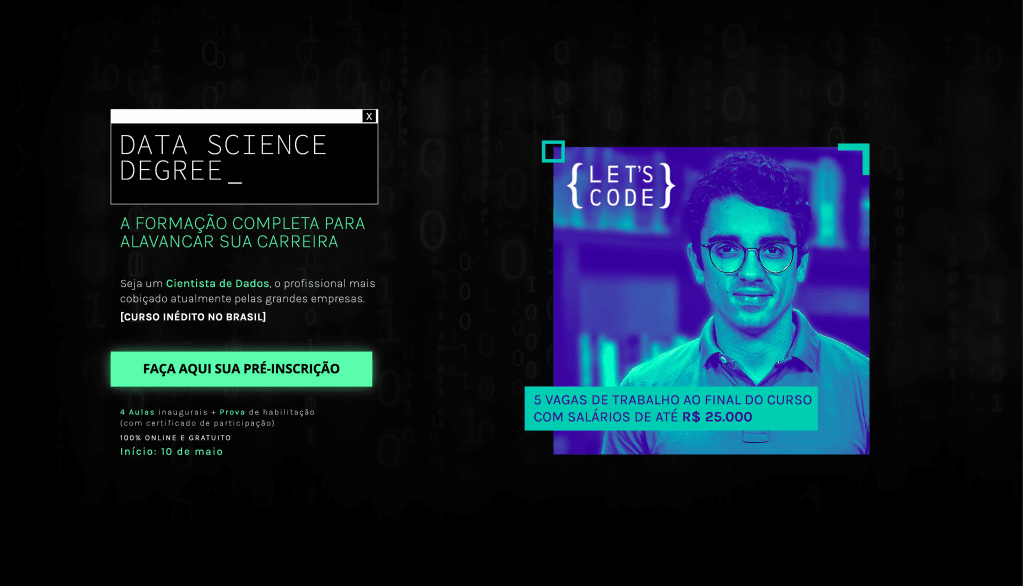 X
DATA SCIENCE
DEGREE_
A FORMAÇÃO COMPLETA PARA
ALAVANCAR SUA CARREIRA
Seja um Cientista de Dados, o profissional mais
cobiçado atualmente pelas grandes empresas.
[CURSO INÉDITO NO BRASIL]
FAÇA AQUI SUA PRÉ-INSCRIÇÃO
4 Aulas inaugurais + Prova de habilitação
(com certificado de participação)
100% ONLINE E GRATUITO
Início: 10 de maio
{LET'S
CODE}
5 VAGAS DE TRABALHO AO FINAL DO CURSO
COM SALÁRIOS DE ATÉ R$ 25.000